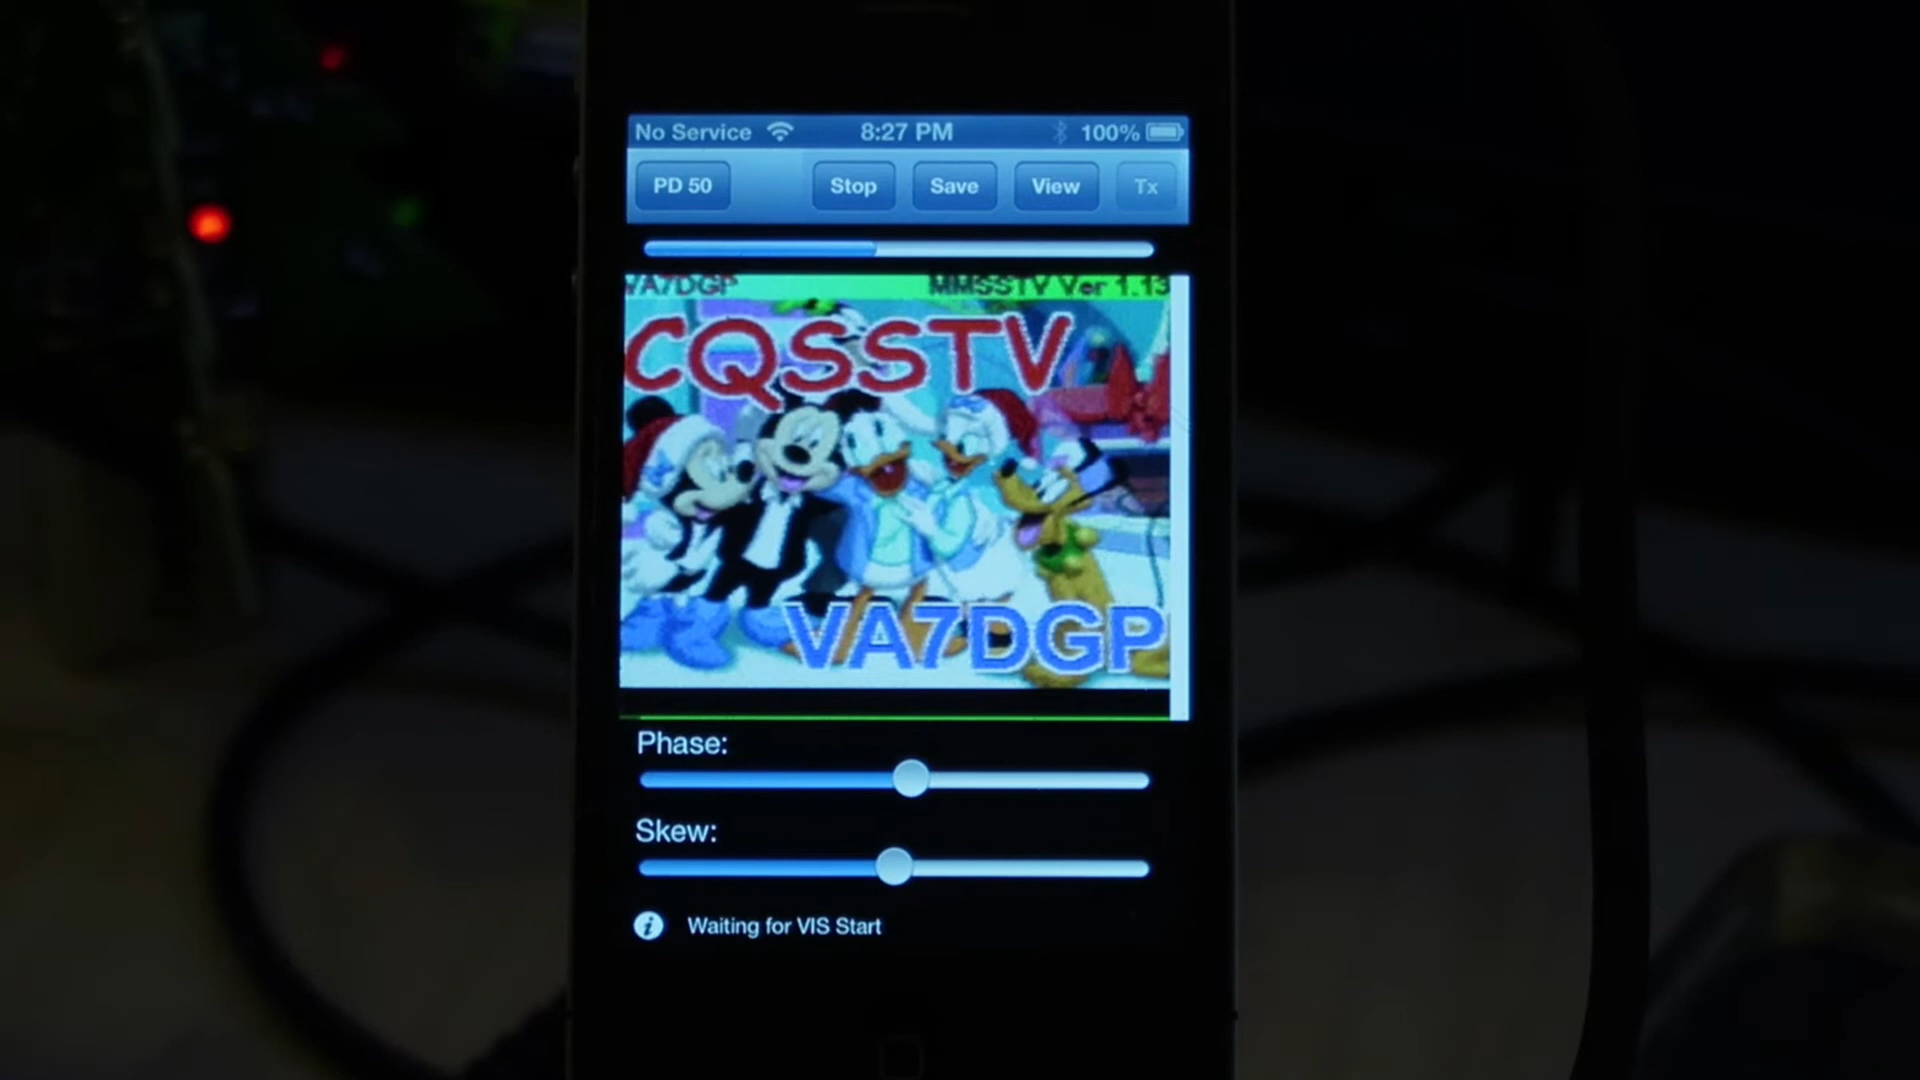 No Service 8:27 PM 100%
PD 50 Stop Save View Tx
VA7DGP MMSSTV Ver 1.13
CQSSTV
VA7DGP
Phase:
Skew:
i Waiting for VIS Start